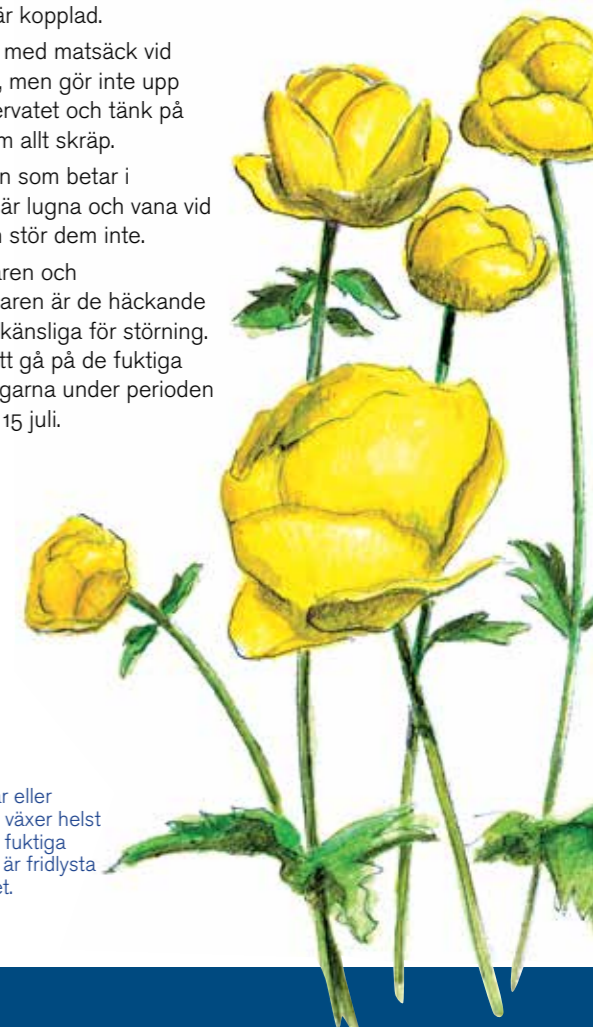 är kopplad.
med matsäck vid
, men gör inte upp
ervatet och tänk på
m allt skräp.
n som betar i
är lugna och vana vid
n stör dem inte.
aren och
aren är de häckande
känsliga för störning.
tt gå på de fuktiga
garna under perioden
15 juli.
r eller
växer helst
fuktiga
är fridlysta
et.